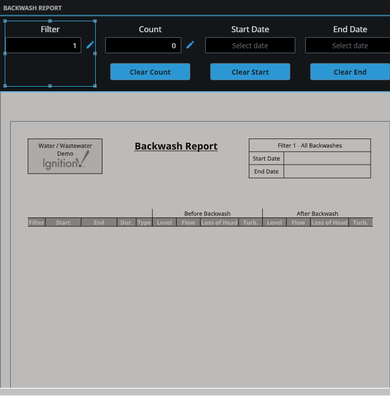 BACKWASH REPORT
Filter Count Start Date End Date
1 0 Select date Select date
Clear Count Clear Start Clear End
Water / Wastewater
Demo
Ignition!
Backwash Report
Filter 1 - All Backwashes
Start Date
End Date
Before Backwash After Backwash
Filter Start End Dur. Type Level Flow Loss of Head Turb. Level Flow Loss of Head Turb.